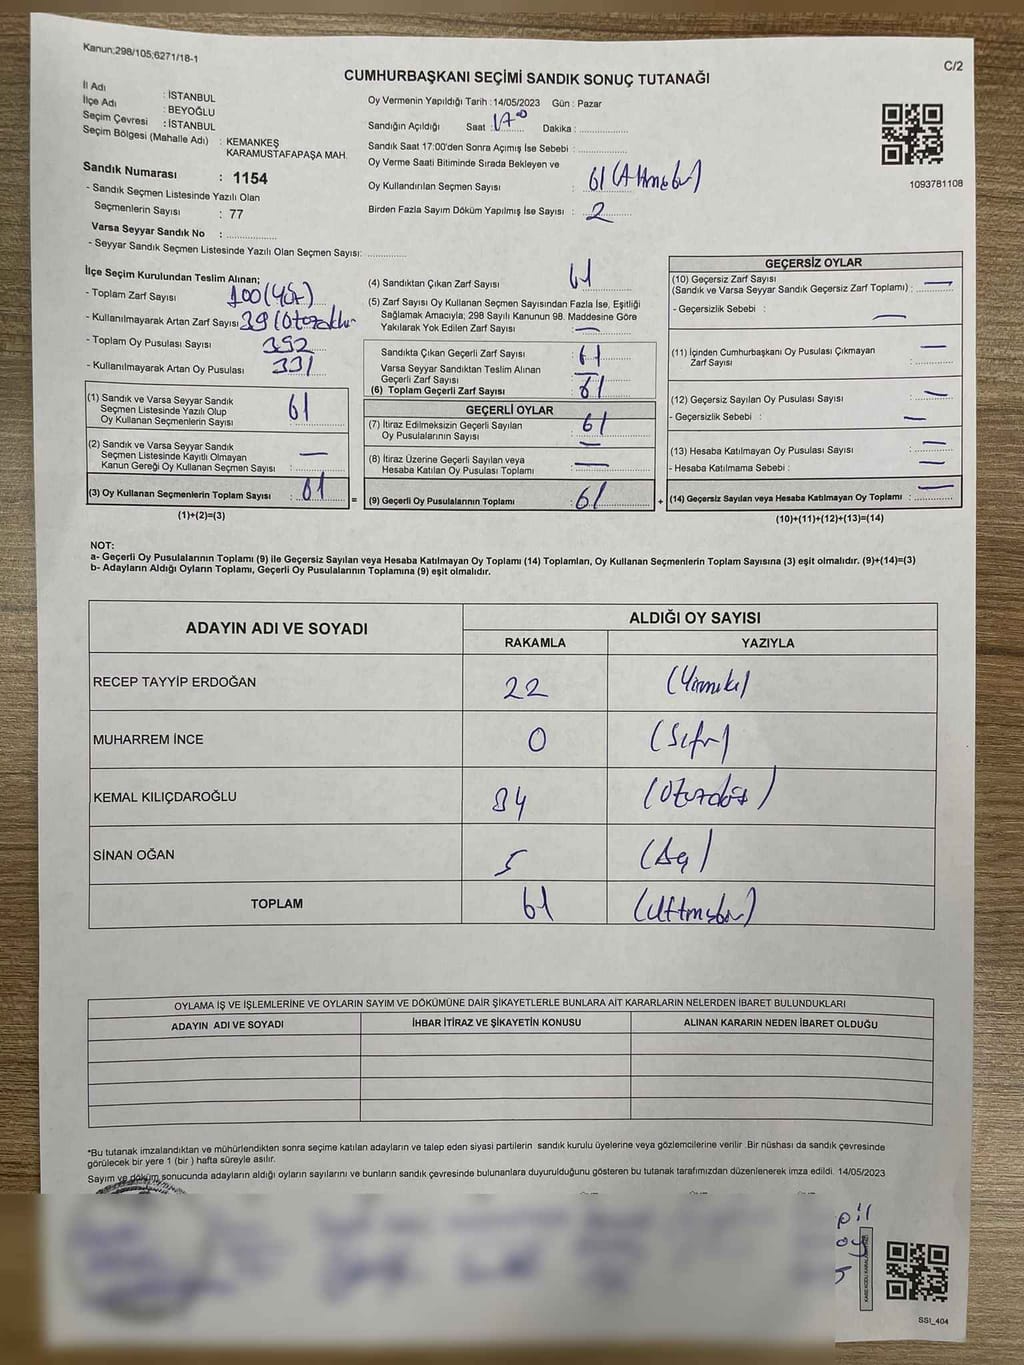 Kanun;298/105;6271/18-1
C/2
CUMHURBAŞKANI SEÇİMİ SANDIK SONUÇ TUTANAĞI
İl Adı : İSTANBUL
İlçe Adı : BEYOĞLU
Seçim Çevresi : İSTANBUL
Seçim Bölgesi (Mahalle Adı) : KEMANKEŞ KARAMUSTAFAPAŞA MAH.
Sandık Numarası : 1154
- Sandık Seçmen Listesinde Yazılı Olan
Seçmenlerin Sayısı : 77
Varsa Seyyar Sandık No : ..............
- Seyyar Sandık Seçmen Listesinde Yazılı Olan Seçmen Sayısı: ............
Oy Vermenin Yapıldığı Tarih : 14/05/2023 Gün : Pazar
Sandığın Açıldığı Saat : 17.00 Dakika : ..............
Sandık Saat 17:00'den Sonra Açımış İse Sebebi : ..............
Oy Verme Saati Bitiminde Sırada Bekleyen ve
Oy Kullandırılan Seçmen Sayısı : 61 (Altmışbir)
Birden Fazla Sayım Döküm Yapılmış İse Sayısı : 2
1093781108
İlçe Seçim Kurulundan Teslim Alınan;
- Toplam Zarf Sayısı 100 (Yüz)
- Kullanılmayarak Artan Zarf Sayısı 39 (Otuzdokuz
- Toplam Oy Pusulası Sayısı 392
- Kullanılmayarak Artan Oy Pusulası 331
(1) Sandık ve Varsa Seyyar Sandık
Seçmen Listesinde Yazılı Olup
Oy Kullanan Seçmenlerin Sayısı : 61
(2) Sandık ve Varsa Seyyar Sandık
Seçmen Listesinde Kayıtlı Olmayan
Kanun Gereği Oy Kullanan Seçmen Sayısı : —
(3) Oy Kullanan Seçmenlerin Toplam Sayısı : 61 =
(1)+(2)=(3)
(4) Sandıktan Çıkan Zarf Sayısı : 61
(5) Zarf Sayısı Oy Kullanan Seçmen Sayısından Fazla İse, Eşitliği
Sağlamak Amacıyla; 298 Sayılı Kanunun 98. Maddesine Göre
Yakılarak Yok Edilen Zarf Sayısı : —
Sandıkta Çıkan Geçerli Zarf Sayısı : 61
Varsa Seyyar Sandıktan Teslim Alınan
Geçerli Zarf Sayısı : —
(6) Toplam Geçerli Zarf Sayısı : 61
GEÇERLİ OYLAR
(7) İtiraz Edilmeksizin Geçerli Sayılan
Oy Pusulalarının Sayısı : 61
(8) İtiraz Üzerine Geçerli Sayılan veya
Hesaba Katılan Oy Pusulası Toplamı : —
(9) Geçerli Oy Pusulalarının Toplamı : 61 +
GEÇERSİZ OYLAR
(10) Geçersiz Zarf Sayısı
(Sandık ve Varsa Seyyar Sandık Geçersiz Zarf Toplamı) : —
- Geçersizlik Sebebi : —
(11) İçinden Cumhurbaşkanı Oy Pusulası Çıkmayan
Zarf Sayısı : —
(12) Geçersiz Sayılan Oy Pusulası Sayısı : —
- Geçersizlik Sebebi : —
(13) Hesaba Katılmayan Oy Pusulası Sayısı : —
- Hesaba Katılmama Sebebi : —
(14) Geçersiz Sayılan veya Hesaba Katılmayan Oy Toplamı : —
(10)+(11)+(12)+(13)=(14)
NOT:
a- Geçerli Oy Pusulalarının Toplamı (9) ile Geçersiz Sayılan veya Hesaba Katılmayan Oy Toplamı (14) Toplamları, Oy Kullanan Seçmenlerin Toplam Sayısına (3) eşit olmalıdır. (9)+(14)=(3)
b- Adayların Aldığı Oyların Toplamı, Geçerli Oy Pusulalarının Toplamına (9) eşit olmalıdır.
ADAYIN ADI VE SOYADI ALDIĞI OY SAYISI
RAKAMLA YAZIYLA
RECEP TAYYİP ERDOĞAN 22 (Yirmiiki)
MUHARREM İNCE 0 (Sıfır)
KEMAL KILIÇDAROĞLU 34 (Otuzdört)
SİNAN OĞAN 5 (Beş)
TOPLAM 61 (Altmışbir)
OYLAMA İŞ VE İŞLEMLERİNE VE OYLARIN SAYIM VE DÖKÜMÜNE DAİR ŞİKAYETLERLE BUNLARA AİT KARARLARIN NELERDEN İBARET BULUNDUKLARI
ADAYIN ADI VE SOYADI İHBAR İTİRAZ VE ŞİKAYETİN KONUSU ALINAN KARARIN NEDEN İBARET OLDUĞU
*Bu tutanak imzalandıktan ve mühürlendikten sonra seçime katılan adayların ve talep eden siyasi partilerin sandık kurulu üyelerine veya gözlemcilerine verilir .Bir nüshası da sandık çevresinde
görülecek bir yere 1 (bir ) hafta süreyle asılır.
Sayım ve döküm sonucunda adayların aldığı oyların sayılarını ve bunların sandık çevresinde bulunanlara duyurulduğunu gösteren bu tutanak tarafımızdan düzenlenerek imza edildi. 14/05/2023
SSI_404